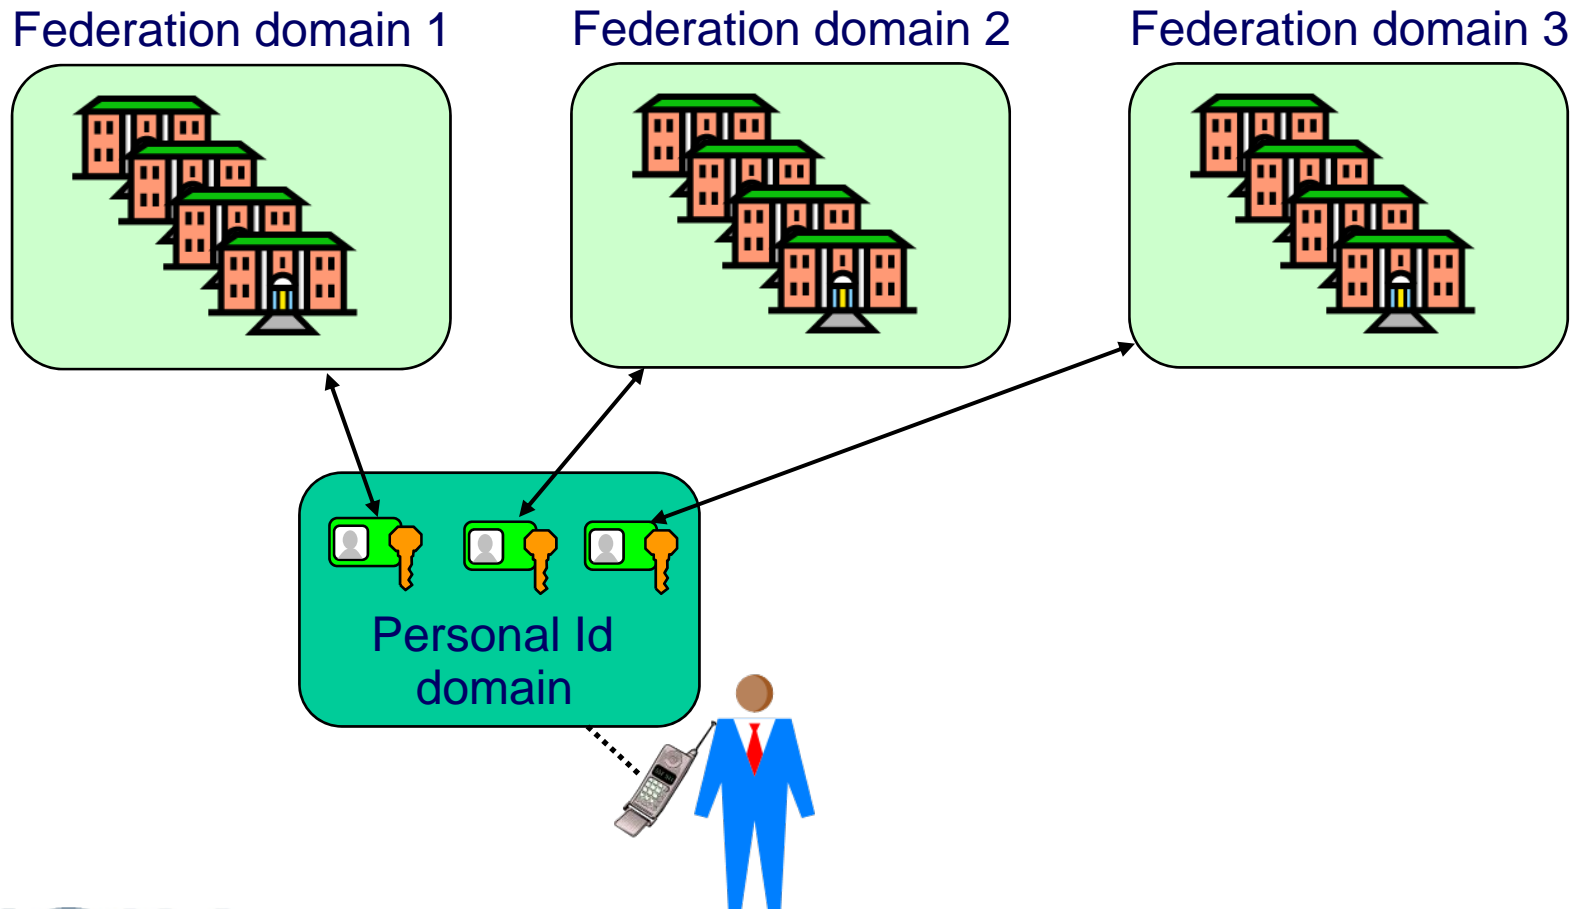 Federation domain 1
Federation domain 2
Federation domain 3
Personal Id
domain